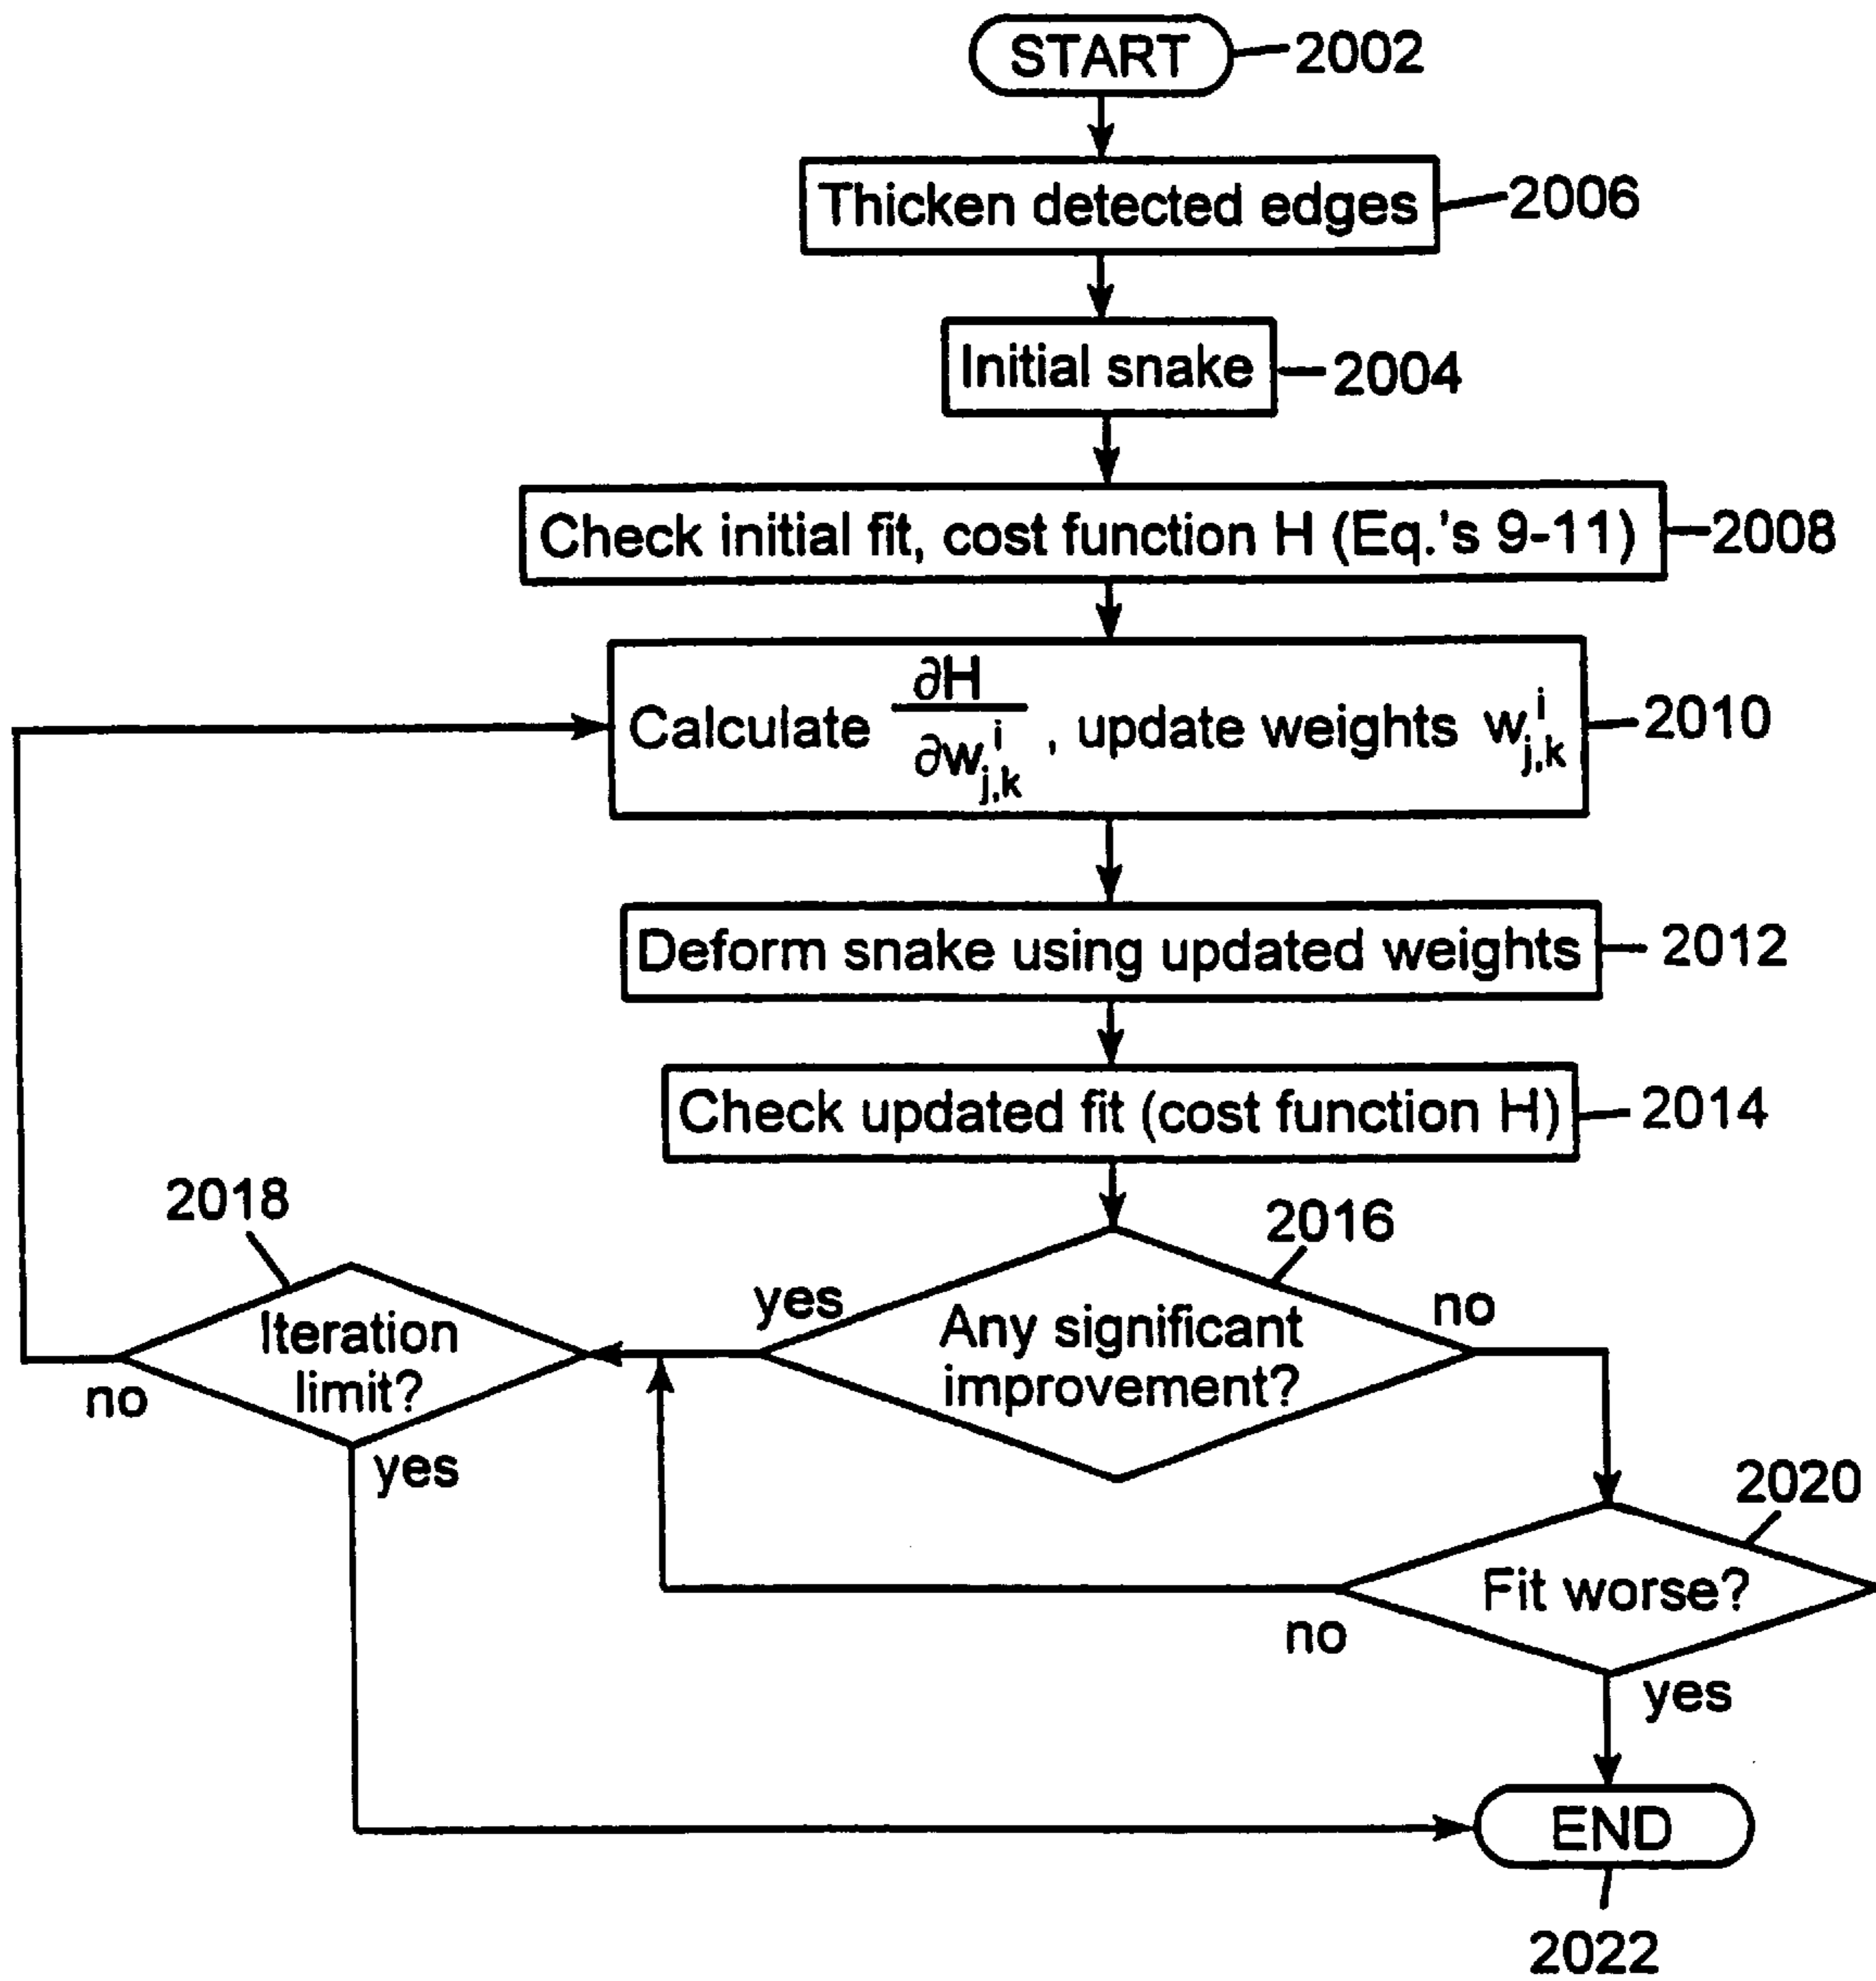 START 2002
Thicken detected edges 2006
Initial snake 2004
Check initial fit, cost function H (Eq.'s 9-11) 2008
Calculate ∂H/∂w^i_{j,k} , update weights w^i_{j,k} 2010
Deform snake using updated weights 2012
Check updated fit (cost function H) 2014
2018
2016
yes
no
Iteration
limit?
Any significant
improvement?
no
yes
2020
Fit worse?
no
yes
END
2022